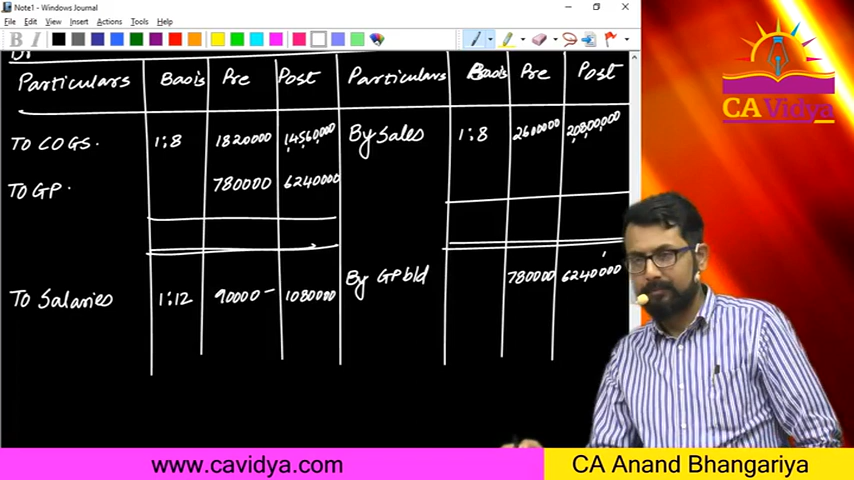 Note1 - Windows Journal
File Edit View Insert Actions Tools Help
B I
Particulars Basis Pre Post Particulars Basis Pre Post
To COGS. 1:8 1820000 14560000 By Sales 1:8 2600000 20800000
To GP. 780000 6240000
By GP bld 780000 6240000
To Salaries 1:12 90000 - 1080000
CA Vidya
www.cavidya.com
CA Anand Bhangariya